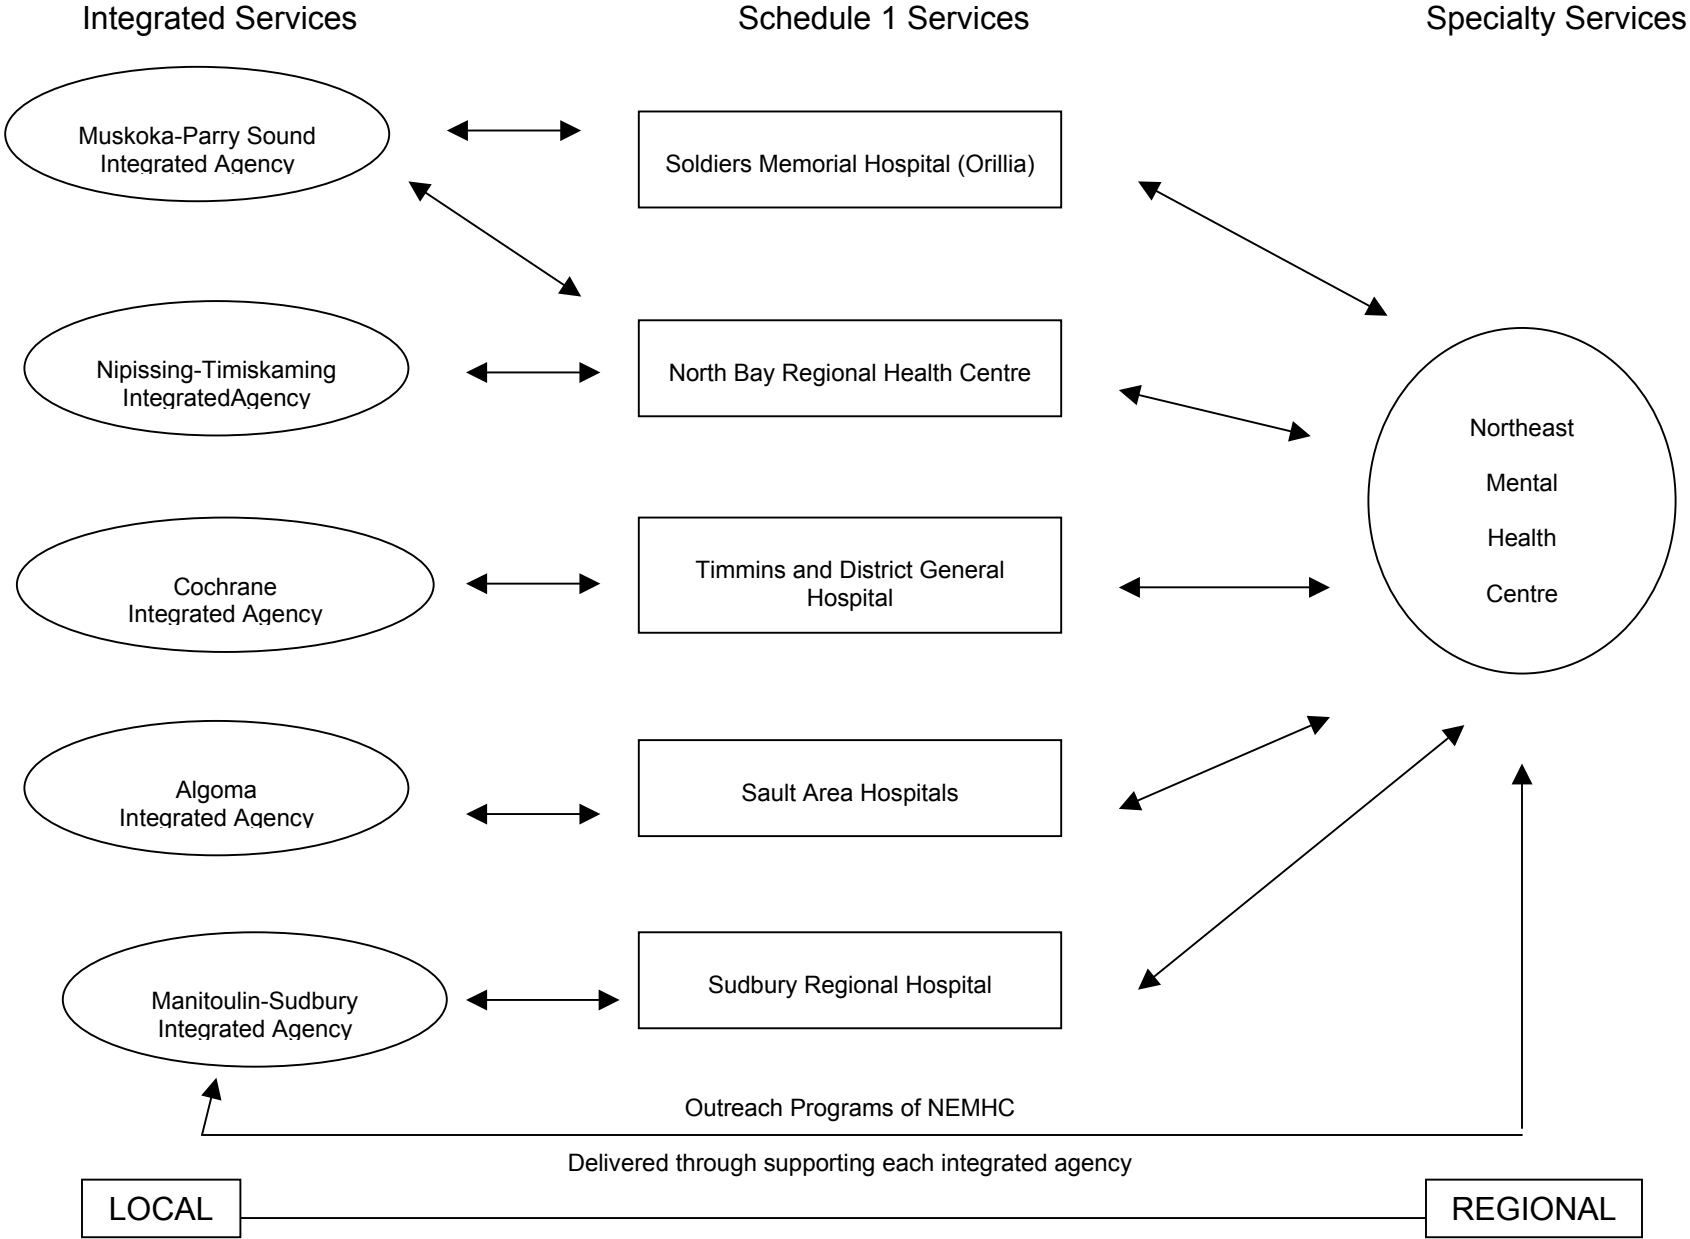 Integrated Services
Schedule 1 Services
Specialty Services
Muskoka-Parry Sound
Integrated Agency
Soldiers Memorial Hospital (Orillia)
Nipissing-Timiskaming
IntegratedAgency
North Bay Regional Health Centre
Northeast
Mental
Health
Centre
Cochrane
Integrated Agency
Timmins and District General
Hospital
Algoma
Integrated Agency
Sault Area Hospitals
Manitoulin-Sudbury
Integrated Agency
Sudbury Regional Hospital
Outreach Programs of NEMHC
Delivered through supporting each integrated agency
LOCAL
REGIONAL